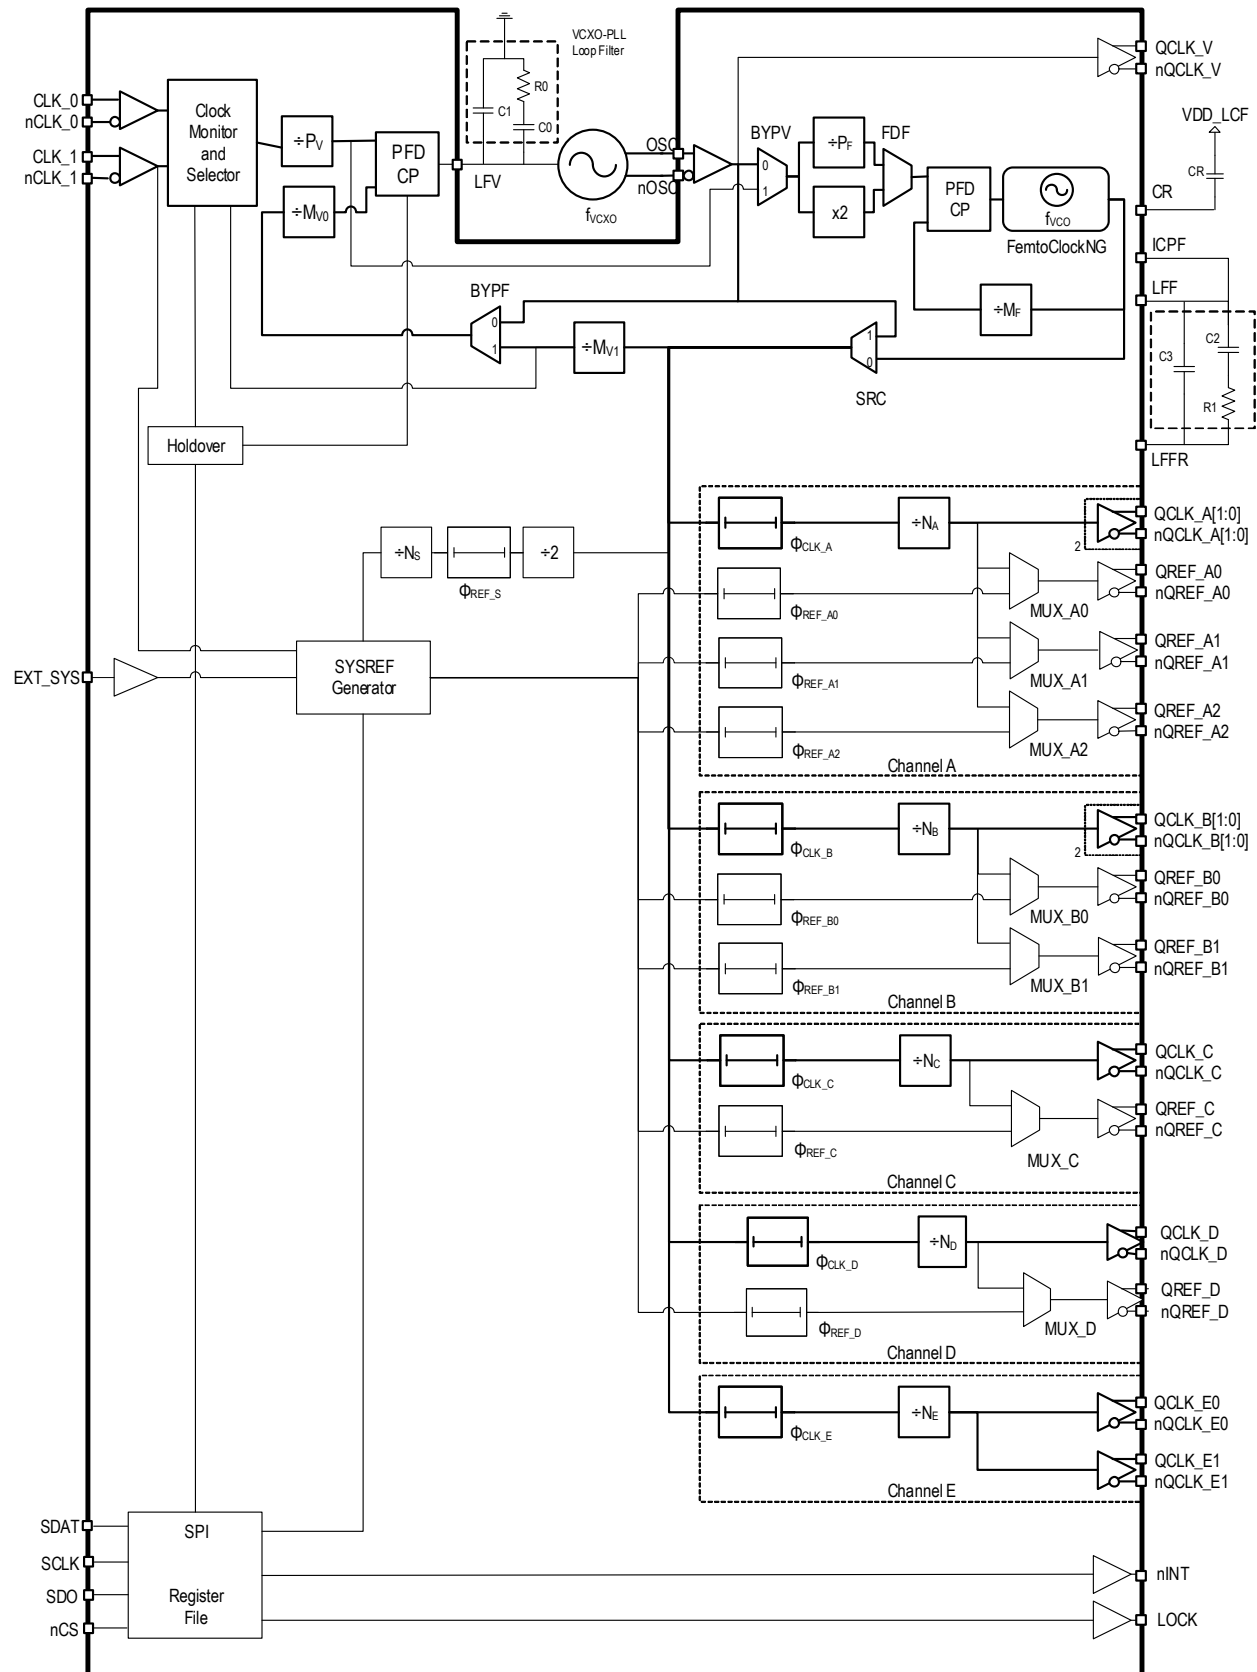 VCXO-PLL
Loop Filter
R0
C1
C0
QCLK_V
nQCLK_V
CLK_0
nCLK_0
CLK_1
nCLK_1
Clock
Monitor
and
Selector
÷PV
÷MV0
PFD
CP
LFV
fVCXO
OSC
nOSC
BYPV
0
1
÷PF
x2
FDF
PFD
CP
fVCO
FemtoClockNG
÷MF
VDD_LCF
CR
CR
ICPF
LFF
C3
C2
R1
LFFR
BYPF
0
1
÷MV1
1
0
SRC
Holdover
÷NS
ΦREF_S
÷2
EXT_SYS
SYSREF
Generator
ΦCLK_A
÷NA
2
QCLK_A[1:0]
nQCLK_A[1:0]
ΦREF_A0
MUX_A0
QREF_A0
nQREF_A0
ΦREF_A1
MUX_A1
QREF_A1
nQREF_A1
ΦREF_A2
MUX_A2
QREF_A2
nQREF_A2
Channel A
ΦCLK_B
÷NB
2
QCLK_B[1:0]
nQCLK_B[1:0]
ΦREF_B0
MUX_B0
QREF_B0
nQREF_B0
ΦREF_B1
MUX_B1
QREF_B1
nQREF_B1
Channel B
ΦCLK_C
÷NC
QCLK_C
nQCLK_C
ΦREF_C
MUX_C
QREF_C
nQREF_C
Channel C
ΦCLK_D
÷ND
QCLK_D
nQCLK_D
ΦREF_D
MUX_D
QREF_D
nQREF_D
Channel D
ΦCLK_E
÷NE
QCLK_E0
nQCLK_E0
QCLK_E1
nQCLK_E1
Channel E
SDAT
SCLK
SDO
nCS
SPI
Register
File
nINT
LOCK